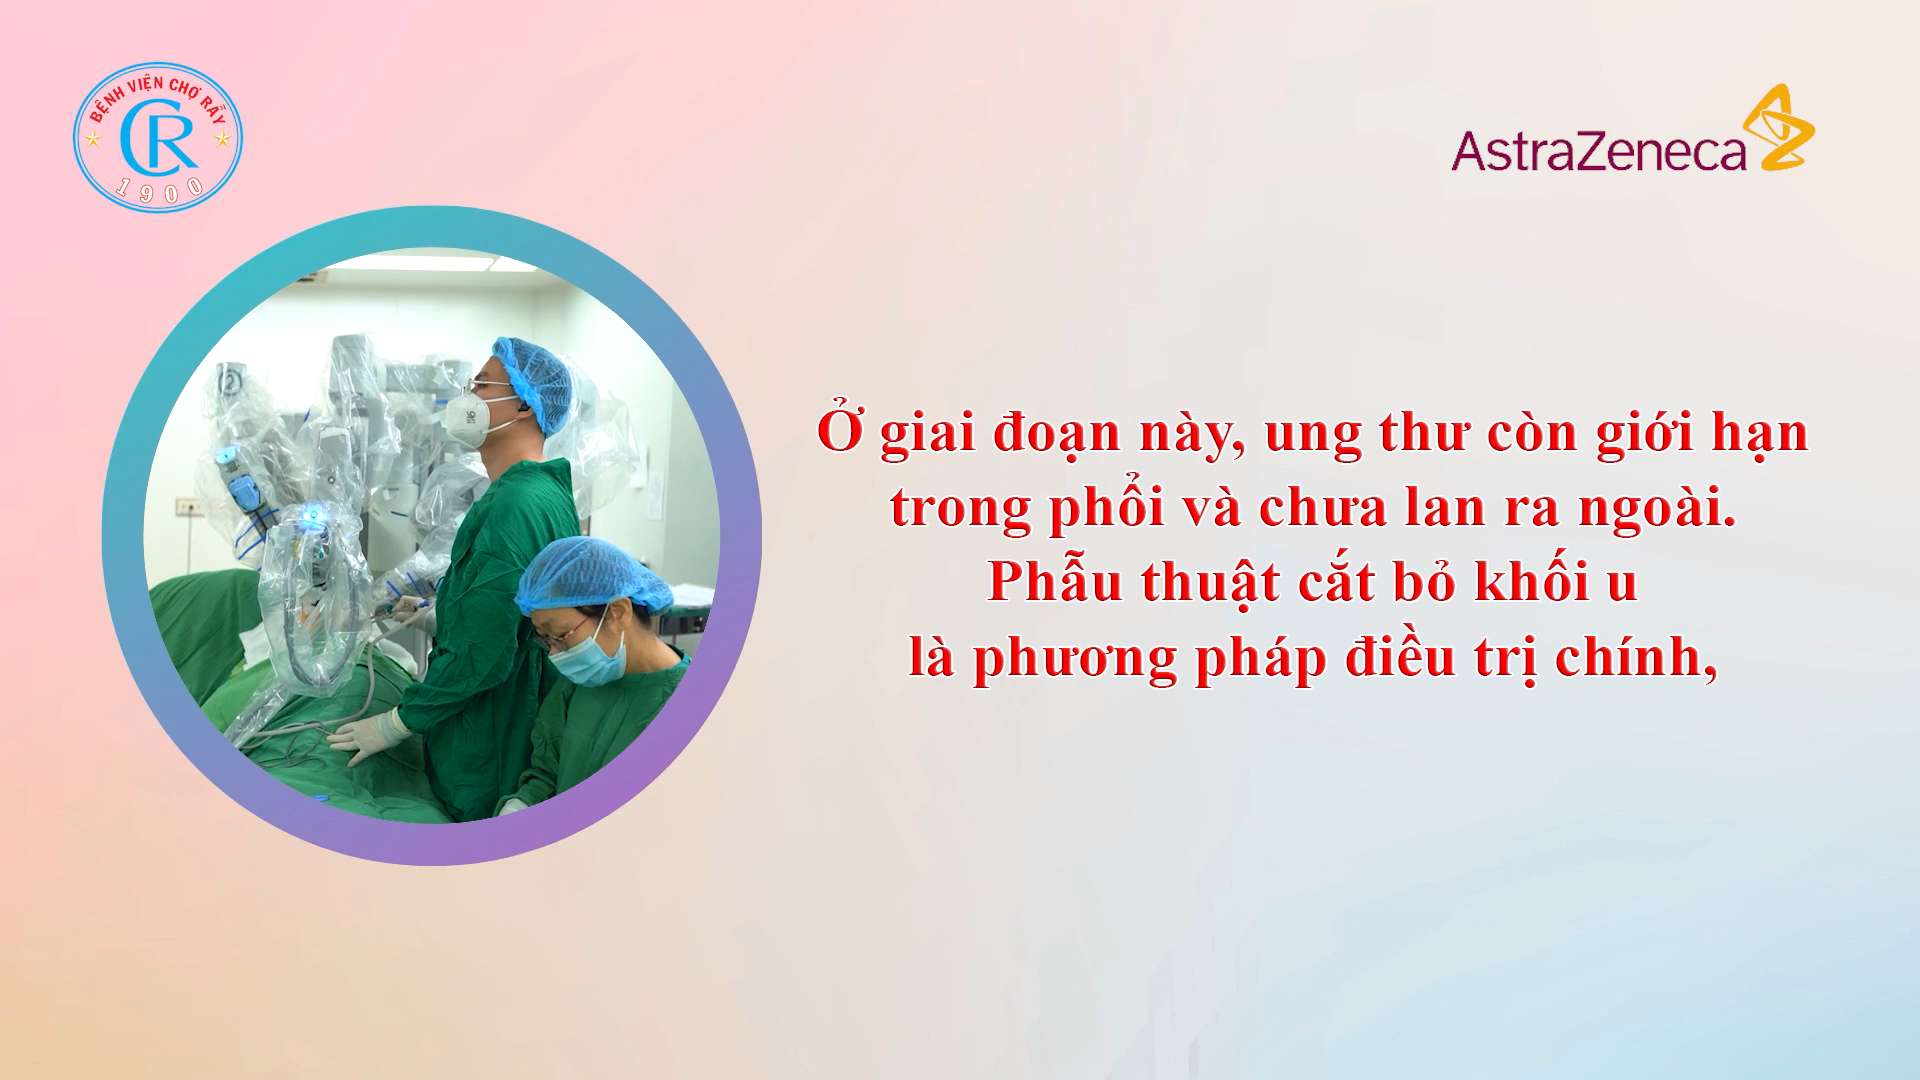 BỆNH VIỆN CHỢ RẪY
CR
1900
AstraZeneca
2
Ở giai đoạn này, ung thư còn giới hạn
trong phổi và chưa lan ra ngoài.
Phẫu thuật cắt bỏ khối u
là phương pháp điều trị chính,